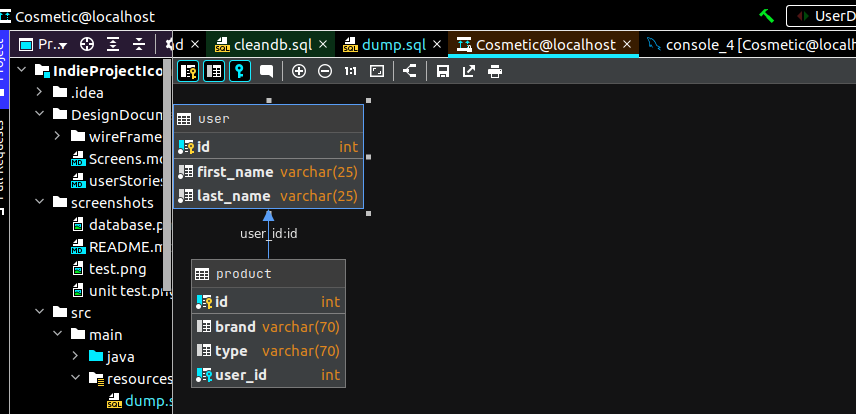 Cosmetic@localhost
UserD
Project
Pull Requests
Pr...
d
cleandb.sql
dump.sql
Cosmetic@localhost
console_4 [Cosmetic@localh
IndieProjectIco
.idea
DesignDocum
wireFrame
Screens.md
userStories
screenshots
database.p
README.m
test.png
unit test.png
src
main
java
resources
dump.s
1:1
user
id int
first_name varchar(25)
last_name varchar(25)
user_id:id
product
id int
brand varchar(70)
type varchar(70)
user_id int